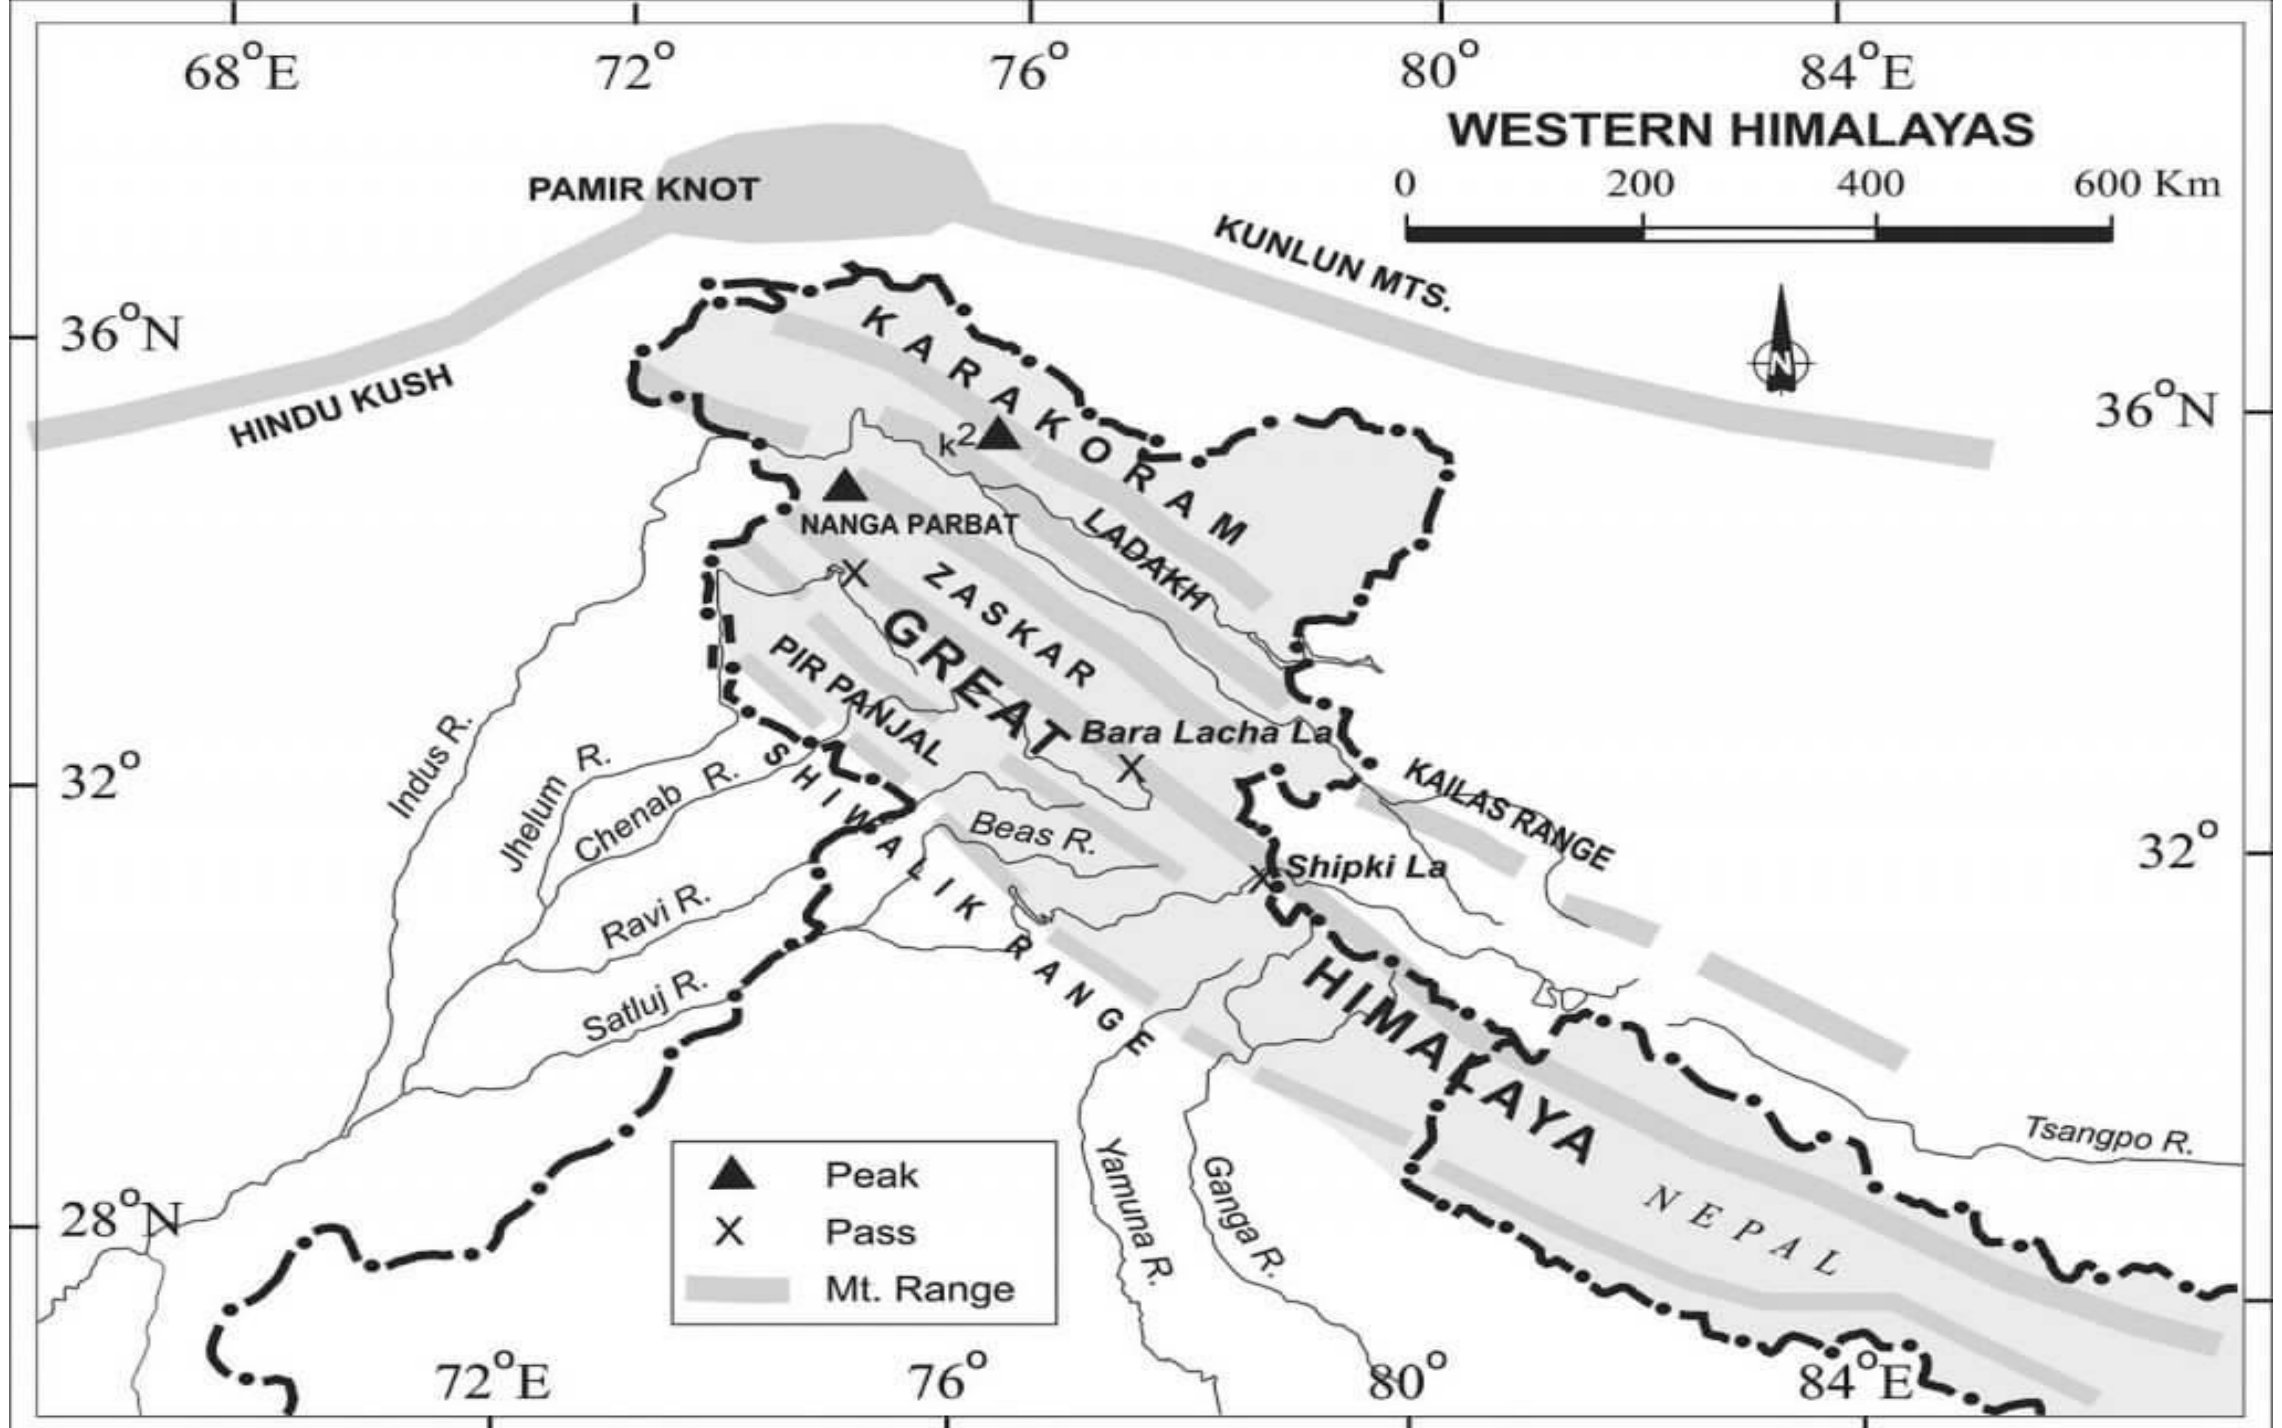 68°E 72° 76° 80° 84°E
WESTERN HIMALAYAS
0 200 400 600 Km
PAMIR KNOT
KUNLUN MTS.
N
36°N
36°N
HINDU KUSH
KARAKORAM
k2
NANGA PARBAT
LADAKH
ZASKAR
GREAT
PIR PANJAL
Bara Lacha La
Indus R.
Jhelum R.
Chenab R.
SHIWALIK RANGE
32°
32°
KAILAS RANGE
Beas R.
Shipki La
Ravi R.
Satluj R.
HIMALAYA
NEPAL
Tsangpo R.
Yamuna R.
Ganga R.
28°N
Peak
X Pass
Mt. Range
72°E 76° 80° 84°E